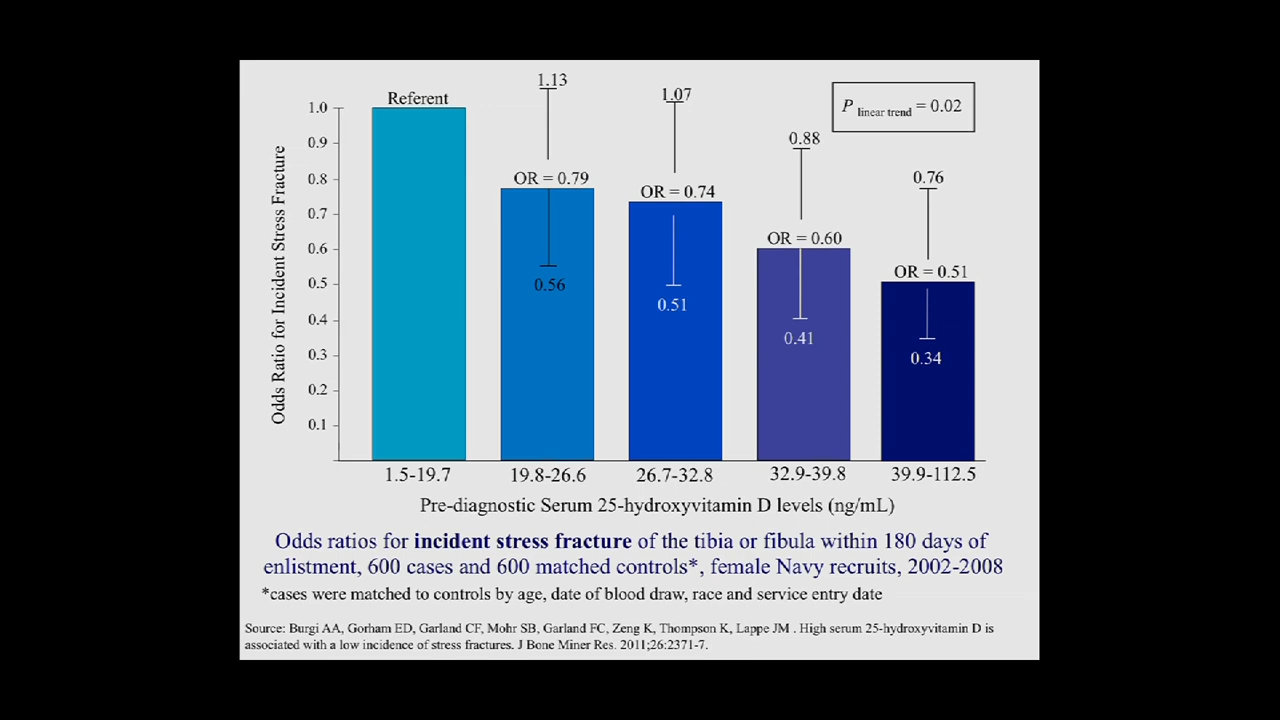 1.13
Referent
1.07
P linear trend = 0.02
1.0
0.9
0.88
0.8
OR = 0.79
0.76
0.7
OR = 0.74
0.6
OR = 0.60
0.5
0.56
OR = 0.51
0.4
0.51
0.3
0.41
0.34
0.2
0.1
Odds Ratio for Incident Stress Fracture
1.5-19.7
19.8-26.6
26.7-32.8
32.9-39.8
39.9-112.5
Pre-diagnostic Serum 25-hydroxyvitamin D levels (ng/mL)
Odds ratios for incident stress fracture of the tibia or fibula within 180 days of
enlistment, 600 cases and 600 matched controls*, female Navy recruits, 2002-2008
*cases were matched to controls by age, date of blood draw, race and service entry date
Source: Burgi AA, Gorham ED, Garland CF, Mohr SB, Garland FC, Zeng K, Thompson K, Lappe JM . High serum 25-hydroxyvitamin D is
associated with a low incidence of stress fractures. J Bone Miner Res. 2011;26:2371-7.